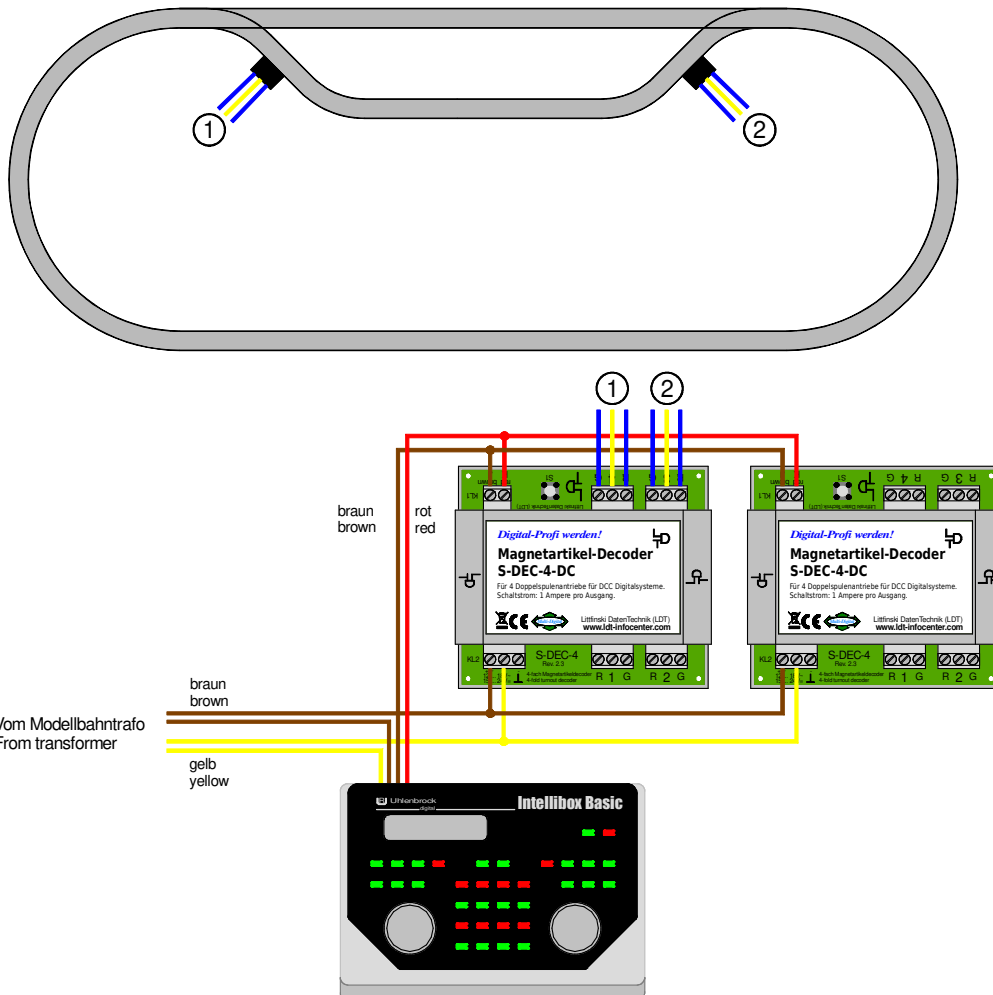 1
2
1
2
braun
brown
rot
red
KL1
S1
KL1
S1
R 4 G
R 3 G
Digital-Profi werden!
Magnetartikel-Decoder
S-DEC-4-DC
Für 4 Doppelspulenantriebe für DCC Digitalsysteme.
Schaltstrom: 1 Ampere pro Ausgang.
Littfinski DatenTechnik (LDT)
www.ldt-infocenter.com
Digital-Profi werden!
Magnetartikel-Decoder
S-DEC-4-DC
Für 4 Doppelspulenantriebe für DCC Digitalsysteme.
Schaltstrom: 1 Ampere pro Ausgang.
Littfinski DatenTechnik (LDT)
www.ldt-infocenter.com
KL2
S-DEC-4
Rev. 2.3
4-fach Magnetartikeldecoder
4-fold turnout decoder
R 1 G
R 2 G
KL2
S-DEC-4
Rev. 2.3
4-fach Magnetartikeldecoder
4-fold turnout decoder
R 1 G
R 2 G
braun
brown
Vom Modellbahntrafo
From transformer
gelb
yellow
Uhlenbrock
digital
Intellibox Basic